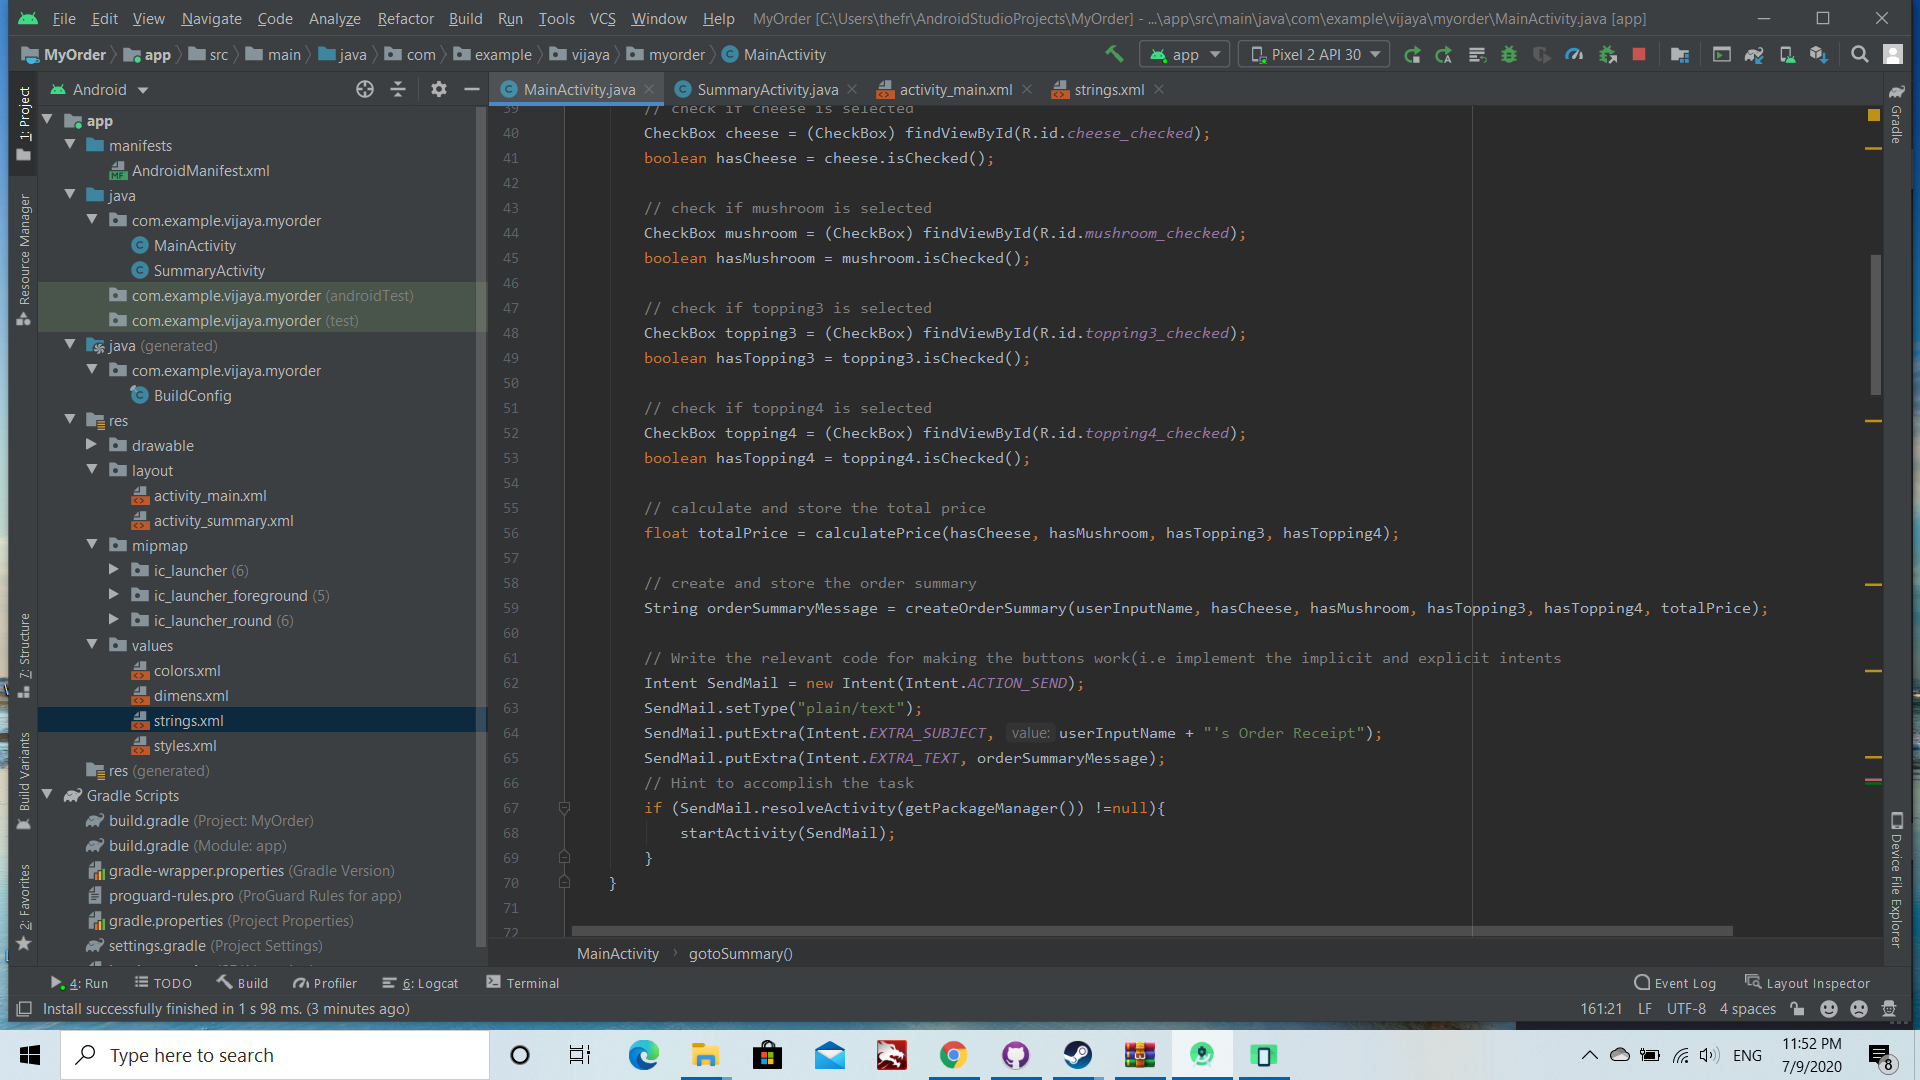 File Edit View Navigate Code Analyze Refactor Build Run Tools VCS Window Help MyOrder [C:\Users\thefr\AndroidStudioProjects\MyOrder] - ...\app\src\main\java\com\example\vijaya\myorder\MainActivity.java [app]
MyOrder app src main java com example vijaya myorder MainActivity app Pixel 2 API 30
Android
MainActivity.java SummaryActivity.java activity_main.xml strings.xml
1: Project
Resource Manager
7: Structure
Build Variants
2: Favorites
app
manifests
AndroidManifest.xml
java
com.example.vijaya.myorder
MainActivity
SummaryActivity
com.example.vijaya.myorder (androidTest)
com.example.vijaya.myorder (test)
java (generated)
com.example.vijaya.myorder
BuildConfig
res
drawable
layout
activity_main.xml
activity_summary.xml
mipmap
ic_launcher (6)
ic_launcher_foreground (5)
ic_launcher_round (6)
values
colors.xml
dimens.xml
strings.xml
styles.xml
res (generated)
Gradle Scripts
build.gradle (Project: MyOrder)
build.gradle (Module: app)
gradle-wrapper.properties (Gradle Version)
proguard-rules.pro (ProGuard Rules for app)
gradle.properties (Project Properties)
settings.gradle (Project Settings)
39 // check if cheese is selected
40 CheckBox cheese = (CheckBox) findViewById(R.id.cheese_checked);
41 boolean hasCheese = cheese.isChecked();
42
43 // check if mushroom is selected
44 CheckBox mushroom = (CheckBox) findViewById(R.id.mushroom_checked);
45 boolean hasMushroom = mushroom.isChecked();
46
47 // check if topping3 is selected
48 CheckBox topping3 = (CheckBox) findViewById(R.id.topping3_checked);
49 boolean hasTopping3 = topping3.isChecked();
50
51 // check if topping4 is selected
52 CheckBox topping4 = (CheckBox) findViewById(R.id.topping4_checked);
53 boolean hasTopping4 = topping4.isChecked();
54
55 // calculate and store the total price
56 float totalPrice = calculatePrice(hasCheese, hasMushroom, hasTopping3, hasTopping4);
57
58 // create and store the order summary
59 String orderSummaryMessage = createOrderSummary(userInputName, hasCheese, hasMushroom, hasTopping3, hasTopping4, totalPrice);
60
61 // Write the relevant code for making the buttons work(i.e implement the implicit and explicit intents
62 Intent SendMail = new Intent(Intent.ACTION_SEND);
63 SendMail.setType("plain/text");
64 SendMail.putExtra(Intent.EXTRA_SUBJECT, value: userInputName + "'s Order Receipt");
65 SendMail.putExtra(Intent.EXTRA_TEXT, orderSummaryMessage);
66 // Hint to accomplish the task
67 if (SendMail.resolveActivity(getPackageManager()) !=null){
68 startActivity(SendMail);
69 }
70 }
71
72
Gradle
Device File Explorer
MainActivity gotoSummary()
4: Run TODO Build Profiler 6: Logcat Terminal Event Log Layout Inspector
Install successfully finished in 1 s 98 ms. (3 minutes ago) 161:21 LF UTF-8 4 spaces
Type here to search ENG 11:52 PM
7/9/2020
8